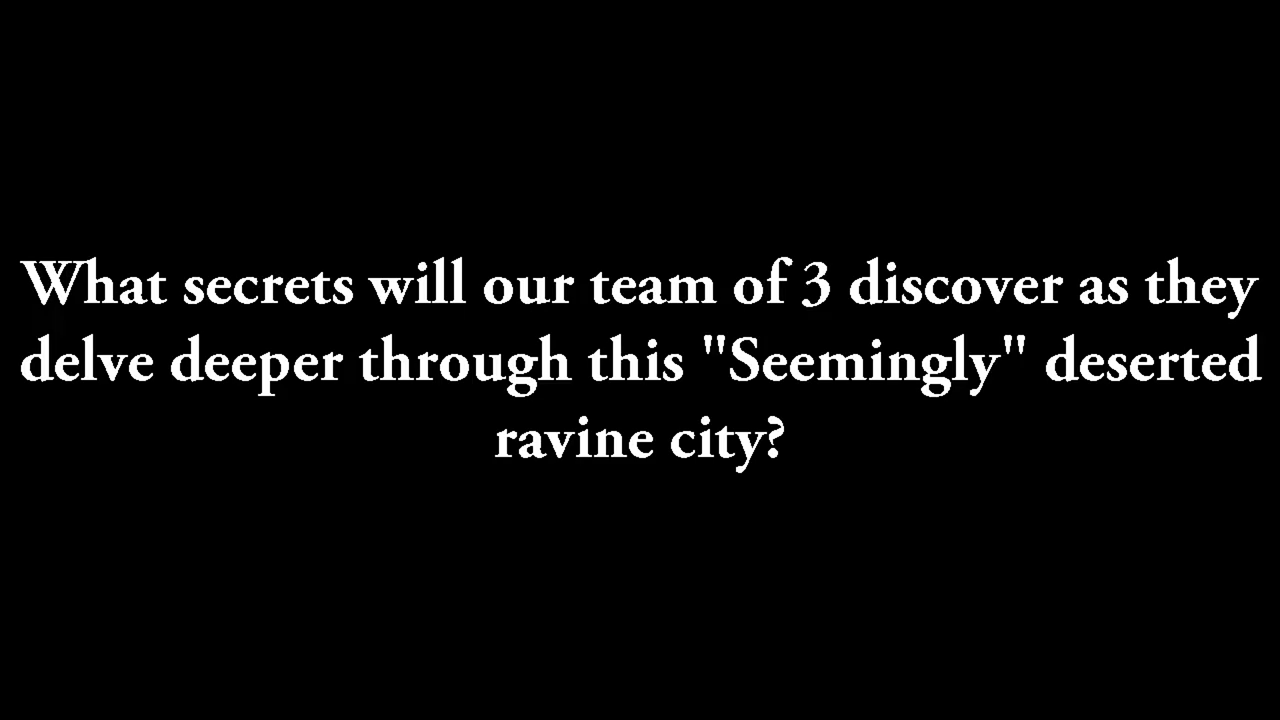 What secrets will our team of 3 discover as they
delve deeper through this "Seemingly" deserted
ravine city?